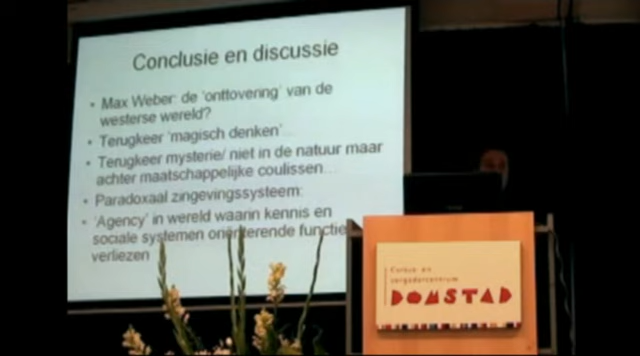 Conclusie en discussie
• Max Weber: de 'onttovering' van de
westerse wereld?
• Terugkeer 'magisch denken'...
• Terugkeer mysterie/ niet in de natuur maar
achter maatschappelijke coulissen...
• Paradoxaal zingevingssysteem:
• 'Agency' in wereld waarin kennis en
sociale systemen oriënterende functie
verliezen
Cursus- en
vergadercentrum
DOMSTAD